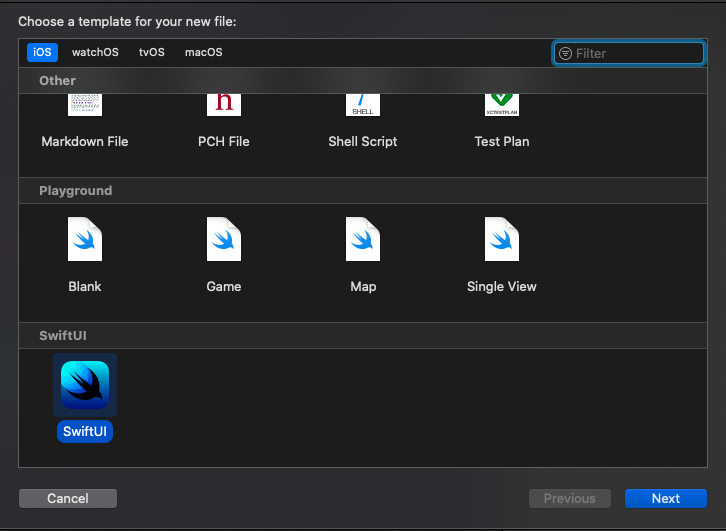 Choose a template for your new file:
iOS watchOS tvOS macOS Filter
Other
h SHELL XCTESTPLAN
Markdown File PCH File Shell Script Test Plan
Playground
Blank Game Map Single View
SwiftUI
SwiftUI
Cancel Previous Next